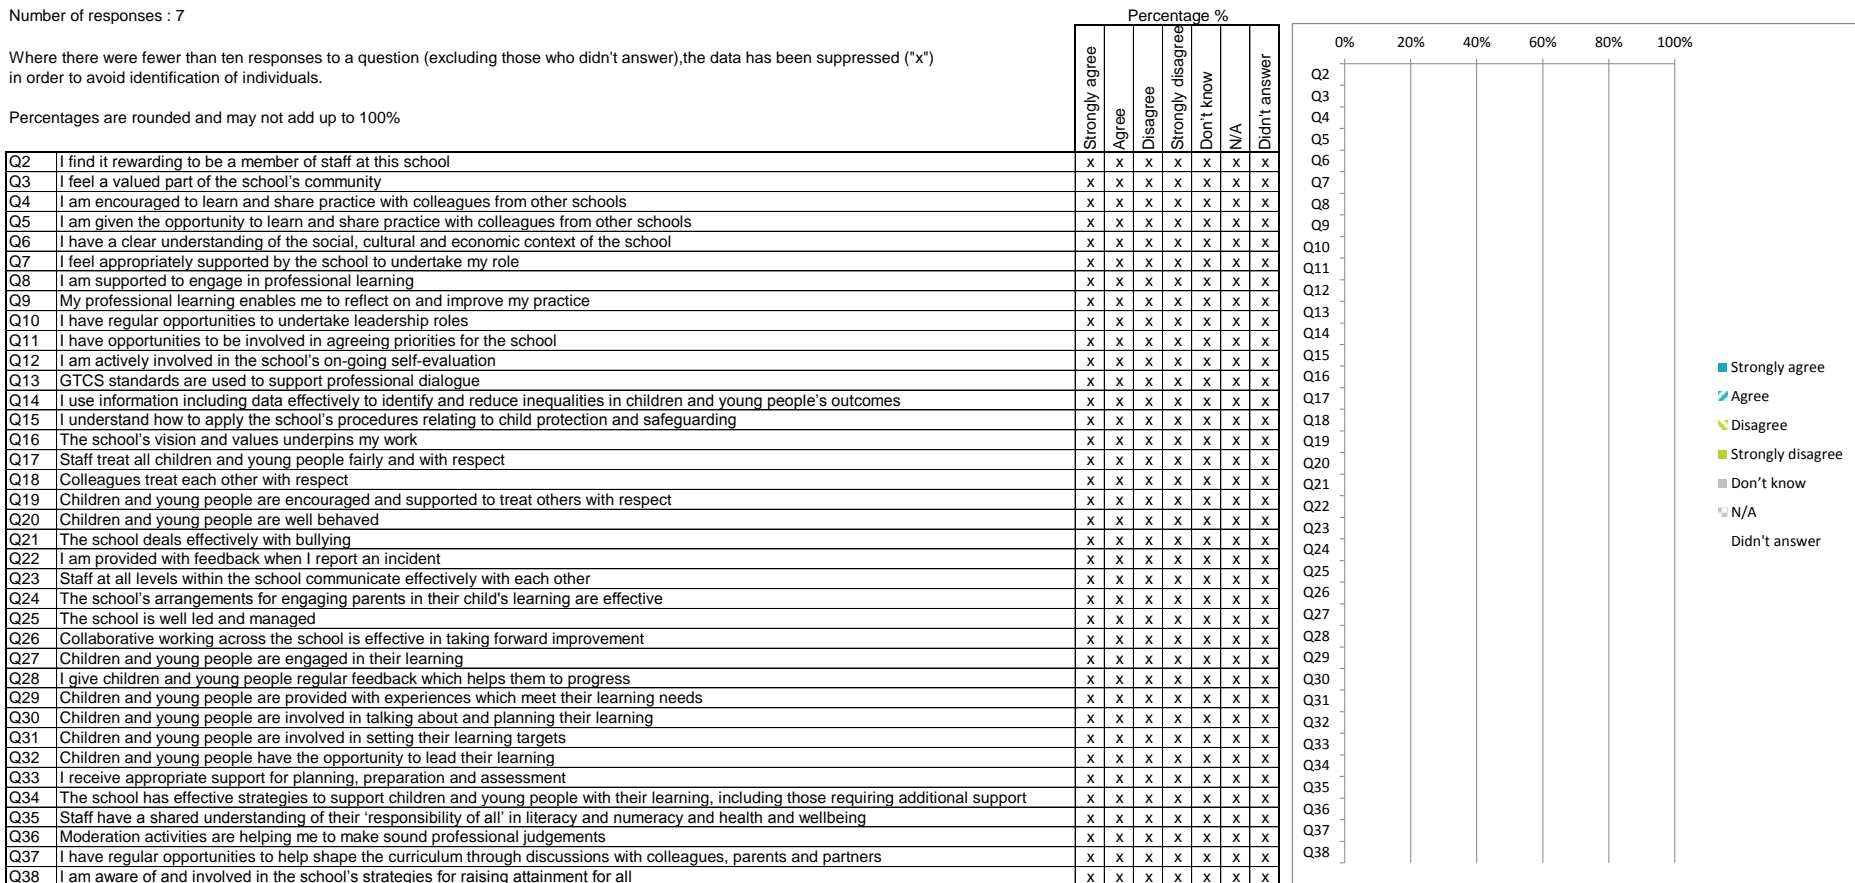 Number of responses : 7
Percentage %
Where there were fewer than ten responses to a question (excluding those who didn't answer),the data has been suppressed ("x")
in order to avoid identification of individuals.
Percentages are rounded and may not add up to 100%
Strongly agree
Agree
Disagree
Strongly disagree
Don't know
N/A
Didn't answer
Q2 I find it rewarding to be a member of staff at this school x x x x x x x
Q3 I feel a valued part of the school’s community x x x x x x x
Q4 I am encouraged to learn and share practice with colleagues from other schools x x x x x x x
Q5 I am given the opportunity to learn and share practice with colleagues from other schools x x x x x x x
Q6 I have a clear understanding of the social, cultural and economic context of the school x x x x x x x
Q7 I feel appropriately supported by the school to undertake my role x x x x x x x
Q8 I am supported to engage in professional learning x x x x x x x
Q9 My professional learning enables me to reflect on and improve my practice x x x x x x x
Q10 I have regular opportunities to undertake leadership roles x x x x x x x
Q11 I have opportunities to be involved in agreeing priorities for the school x x x x x x x
Q12 I am actively involved in the school’s on-going self-evaluation x x x x x x x
Q13 GTCS standards are used to support professional dialogue x x x x x x x
Q14 I use information including data effectively to identify and reduce inequalities in children and young people’s outcomes x x x x x x x
Q15 I understand how to apply the school’s procedures relating to child protection and safeguarding x x x x x x x
Q16 The school’s vision and values underpins my work x x x x x x x
Q17 Staff treat all children and young people fairly and with respect x x x x x x x
Q18 Colleagues treat each other with respect x x x x x x x
Q19 Children and young people are encouraged and supported to treat others with respect x x x x x x x
Q20 Children and young people are well behaved x x x x x x x
Q21 The school deals effectively with bullying x x x x x x x
Q22 I am provided with feedback when I report an incident x x x x x x x
Q23 Staff at all levels within the school communicate effectively with each other x x x x x x x
Q24 The school’s arrangements for engaging parents in their child's learning are effective x x x x x x x
Q25 The school is well led and managed x x x x x x x
Q26 Collaborative working across the school is effective in taking forward improvement x x x x x x x
Q27 Children and young people are engaged in their learning x x x x x x x
Q28 I give children and young people regular feedback which helps them to progress x x x x x x x
Q29 Children and young people are provided with experiences which meet their learning needs x x x x x x x
Q30 Children and young people are involved in talking about and planning their learning x x x x x x x
Q31 Children and young people are involved in setting their learning targets x x x x x x x
Q32 Children and young people have the opportunity to lead their learning x x x x x x x
Q33 I receive appropriate support for planning, preparation and assessment x x x x x x x
Q34 The school has effective strategies to support children and young people with their learning, including those requiring additional support x x x x x x x
Q35 Staff have a shared understanding of their ‘responsibility of all’ in literacy and numeracy and health and wellbeing x x x x x x x
Q36 Moderation activities are helping me to make sound professional judgements x x x x x x x
Q37 I have regular opportunities to help shape the curriculum through discussions with colleagues, parents and partners x x x x x x x
Q38 I am aware of and involved in the school’s strategies for raising attainment for all x x x x x x x
0% 20% 40% 60% 80% 100%
Q2
Q3
Q4
Q5
Q6
Q7
Q8
Q9
Q10
Q11
Q12
Q13
Q14
Q15
Q16
Q17
Q18
Q19
Q20
Q21
Q22
Q23
Q24
Q25
Q26
Q27
Q28
Q29
Q30
Q31
Q32
Q33
Q34
Q35
Q36
Q37
Q38
Strongly agree
Agree
Disagree
Strongly disagree
Don’t know
N/A
Didn't answer